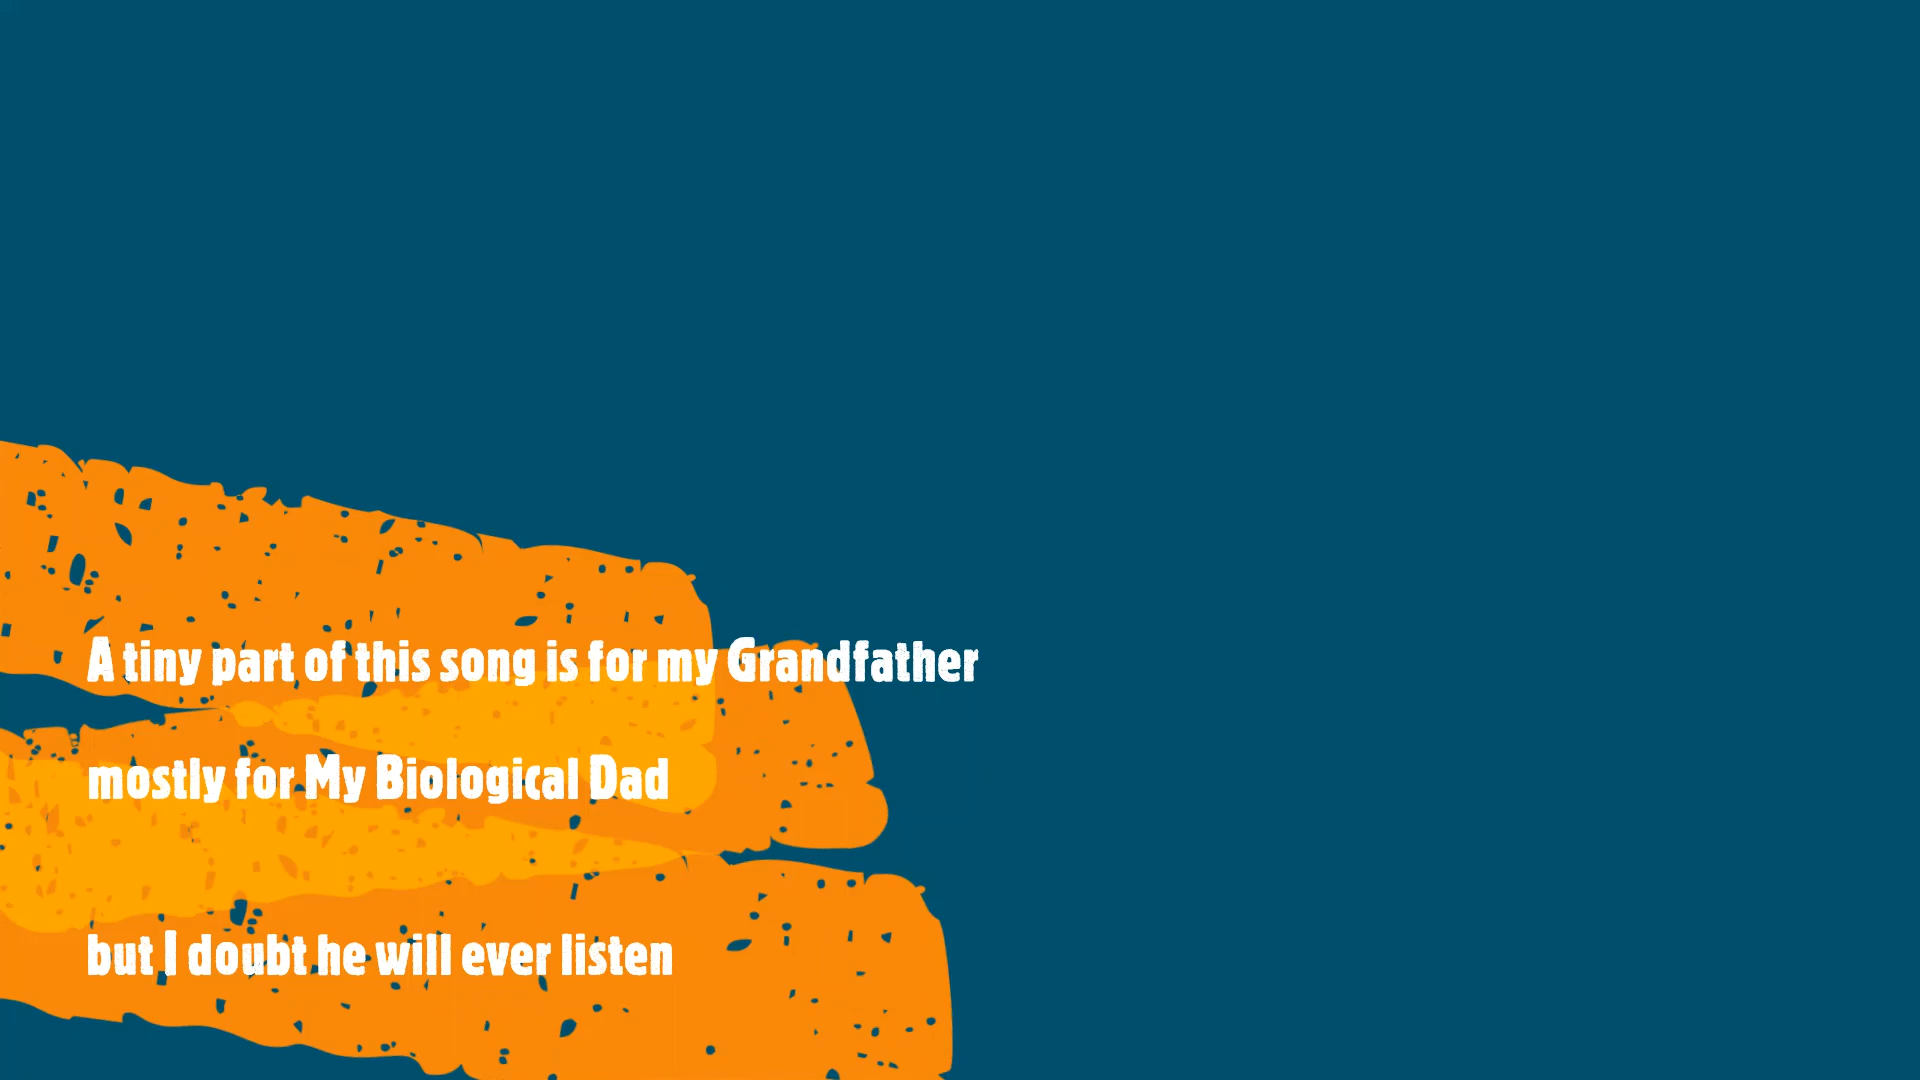 A tiny part of this song is for my Grandfather
mostly for My Biological Dad
but I doubt he will ever listen